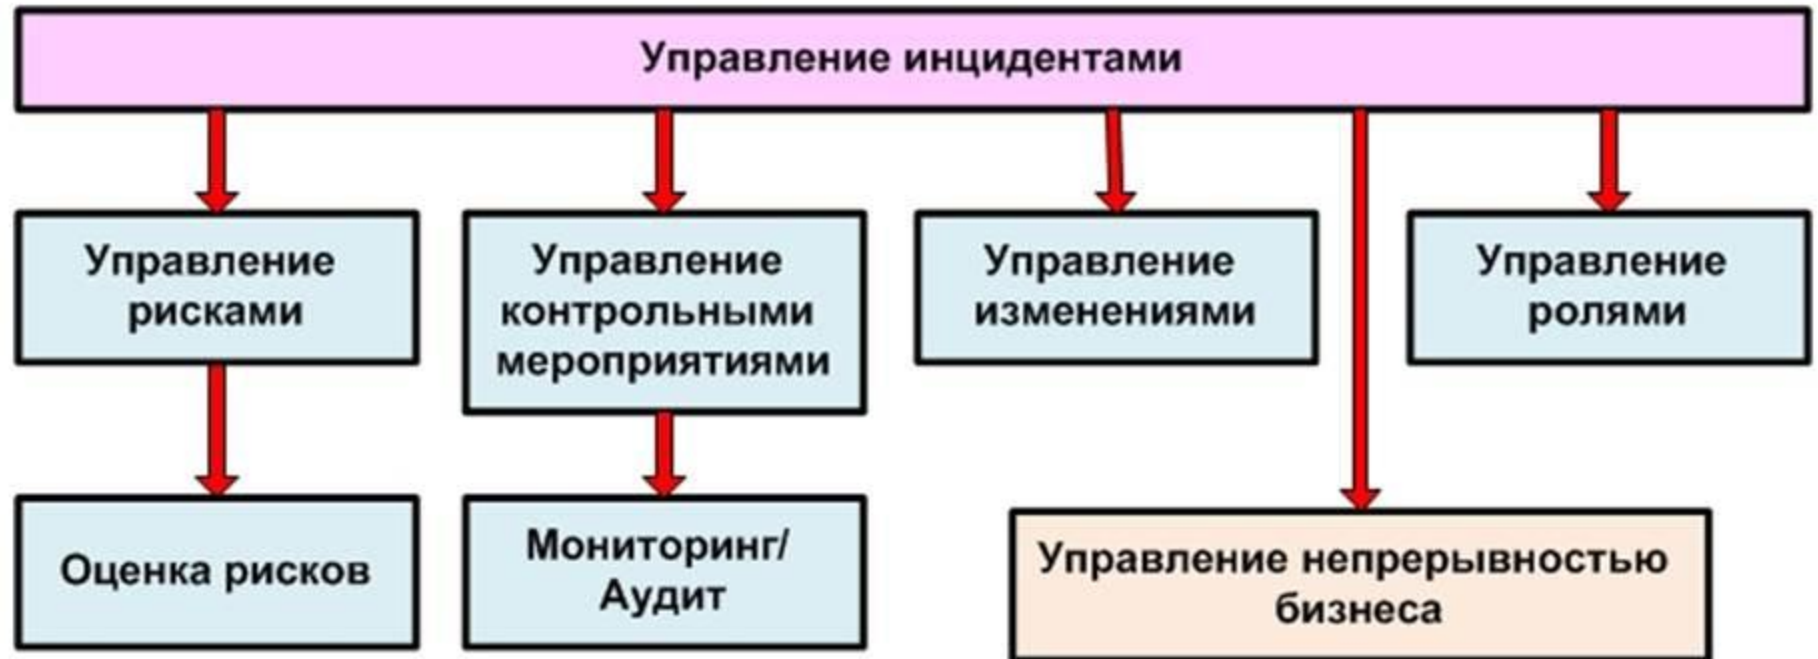 Управление инцидентами
Управление
рисками
Управление
контрольными
мероприятиями
Управление
изменениями
Управление
ролями
Оценка рисков
Мониторинг/
Аудит
Управление непрерывностью
бизнеса